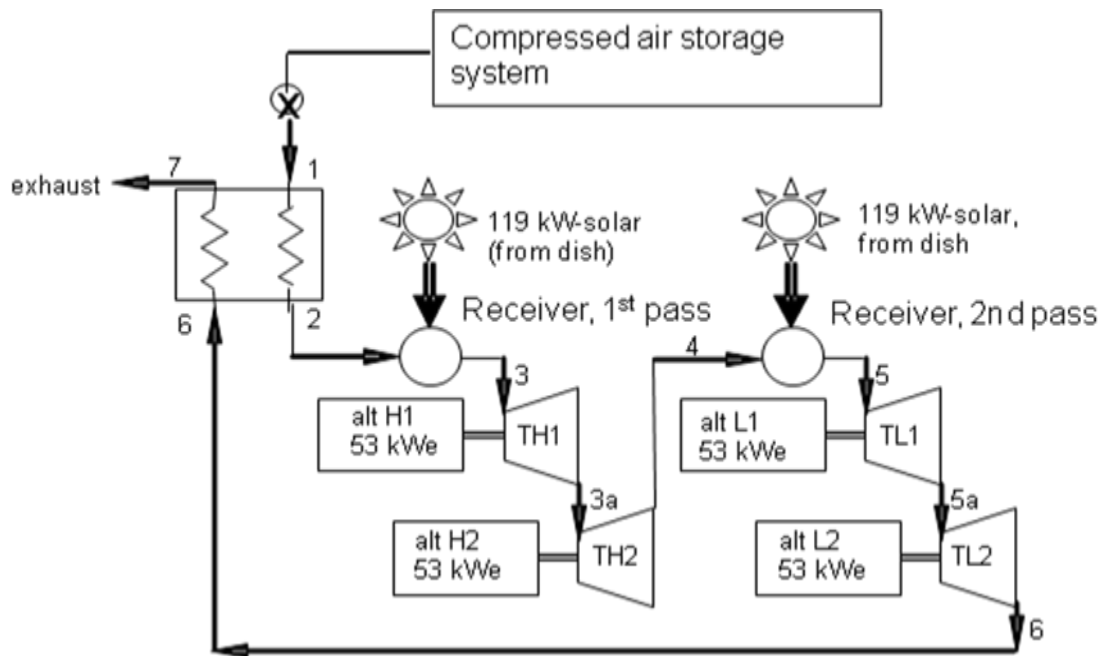 Compressed air storage
system
X
7
1
exhaust
119 kW-solar
(from dish)
119 kW-solar,
from dish
6
2
Receiver, 1st pass
Receiver, 2nd pass
4
3
5
alt H1
53 kWe
TH1
alt L1
53 kWe
TL1
3a
5a
alt H2
53 kWe
TH2
alt L2
53 kWe
TL2
6